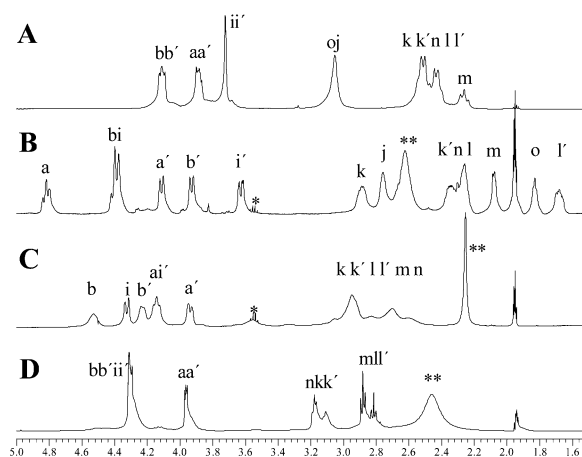 A
bb´ aa´ ii´ oj k k´n l l´ m
B
a bi a´ b´ i´ * k j ** k´n l m o l´
C
b i b´ ai´ a´ * k k´ l l´ m n **
D
bb´ii´ aa´ nkk´ mll´ **
5.0 4.8 4.6 4.4 4.2 4.0 3.8 3.6 3.4 3.2 3.0 2.8 2.6 2.4 2.2 2.0 1.8 1.6